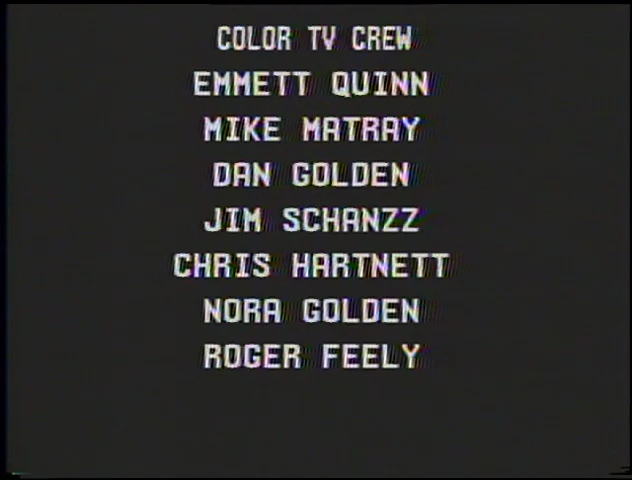 COLOR TV CREW
EMMETT QUINN
MIKE MATRAY
DAN GOLDEN
JIM SCHANZZ
CHRIS HARTNETT
NORA GOLDEN
ROGER FEELY